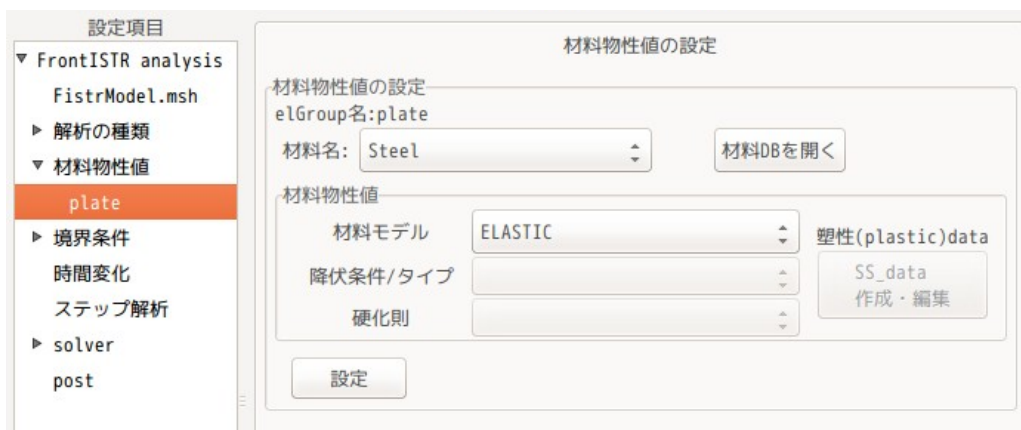 設定項目
FrontISTR analysis
FistrModel.msh
解析の種類
材料物性値
plate
境界条件
時間変化
ステップ解析
solver
post
材料物性値の設定
材料物性値の設定
elGroup名:plate
材料名: Steel 材料DBを開く
材料物性値
材料モデル ELASTIC 塑性(plastic)data
降伏条件/タイプ SS_data
作成・編集
硬化則
設定